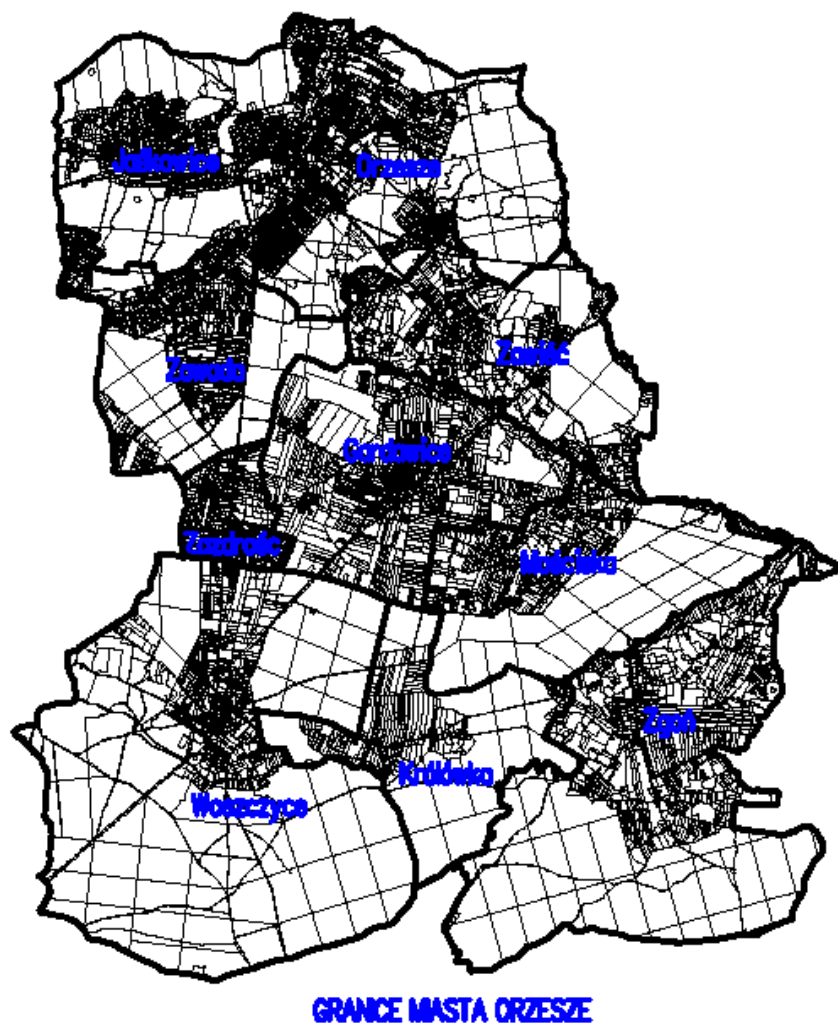 Jaśkowice
Orzesze
Zawiść
Zawada
Gardawice
Zazdrość
Mościska
Zgoń
Królówka
Woszczyce
GRANICE MIASTA ORZESZE